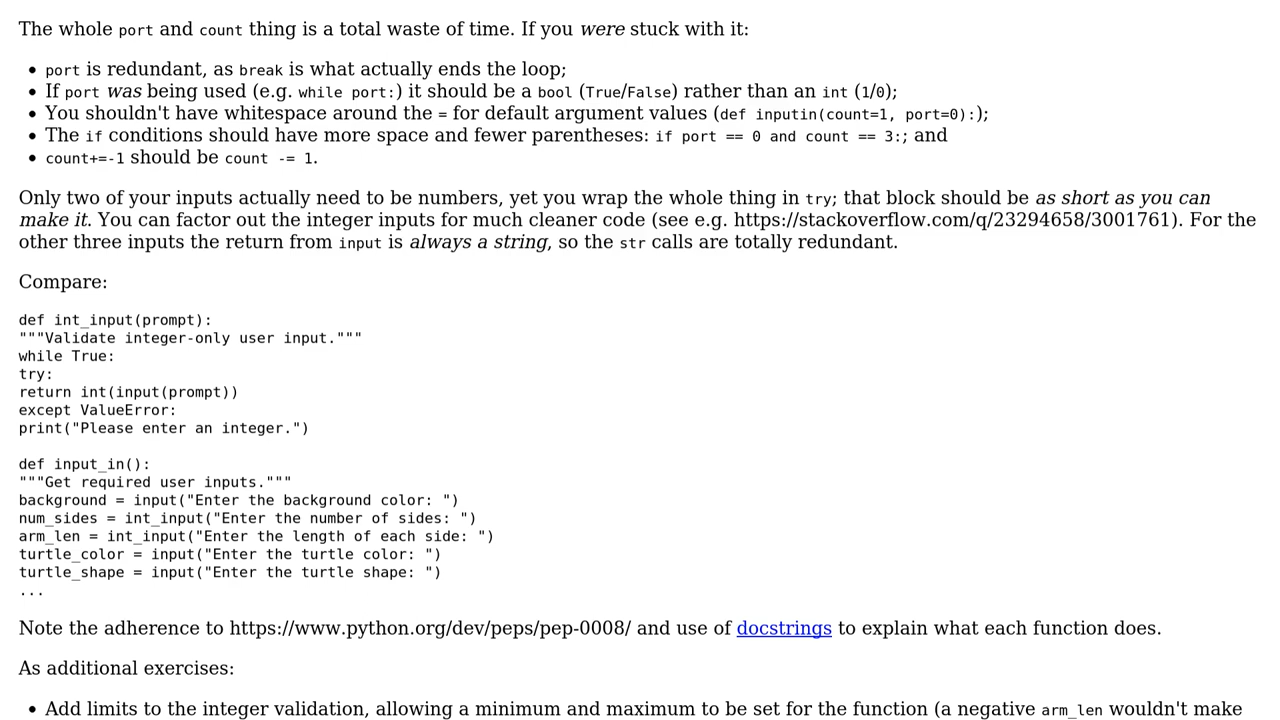 The whole port and count thing is a total waste of time. If you were stuck with it:
• port is redundant, as break is what actually ends the loop;
• If port was being used (e.g. while port:) it should be a bool (True/False) rather than an int (1/0);
• You shouldn't have whitespace around the = for default argument values (def inputin(count=1, port=0):);
• The if conditions should have more space and fewer parentheses: if port == 0 and count == 3:; and
• count+=-1 should be count -= 1.
Only two of your inputs actually need to be numbers, yet you wrap the whole thing in try; that block should be as short as you can
make it. You can factor out the integer inputs for much cleaner code (see e.g. https://stackoverflow.com/q/23294658/3001761). For the
other three inputs the return from input is always a string, so the str calls are totally redundant.
Compare:
def int_input(prompt):
"""Validate integer-only user input."""
while True:
try:
return int(input(prompt))
except ValueError:
print("Please enter an integer.")
def input_in():
"""Get required user inputs."""
background = input("Enter the background color: ")
num_sides = int_input("Enter the number of sides: ")
arm_len = int_input("Enter the length of each side: ")
turtle_color = input("Enter the turtle color: ")
turtle_shape = input("Enter the turtle shape: ")
...
Note the adherence to https://www.python.org/dev/peps/pep-0008/ and use of docstrings to explain what each function does.
As additional exercises:
• Add limits to the integer validation, allowing a minimum and maximum to be set for the function (a negative arm_len wouldn't make